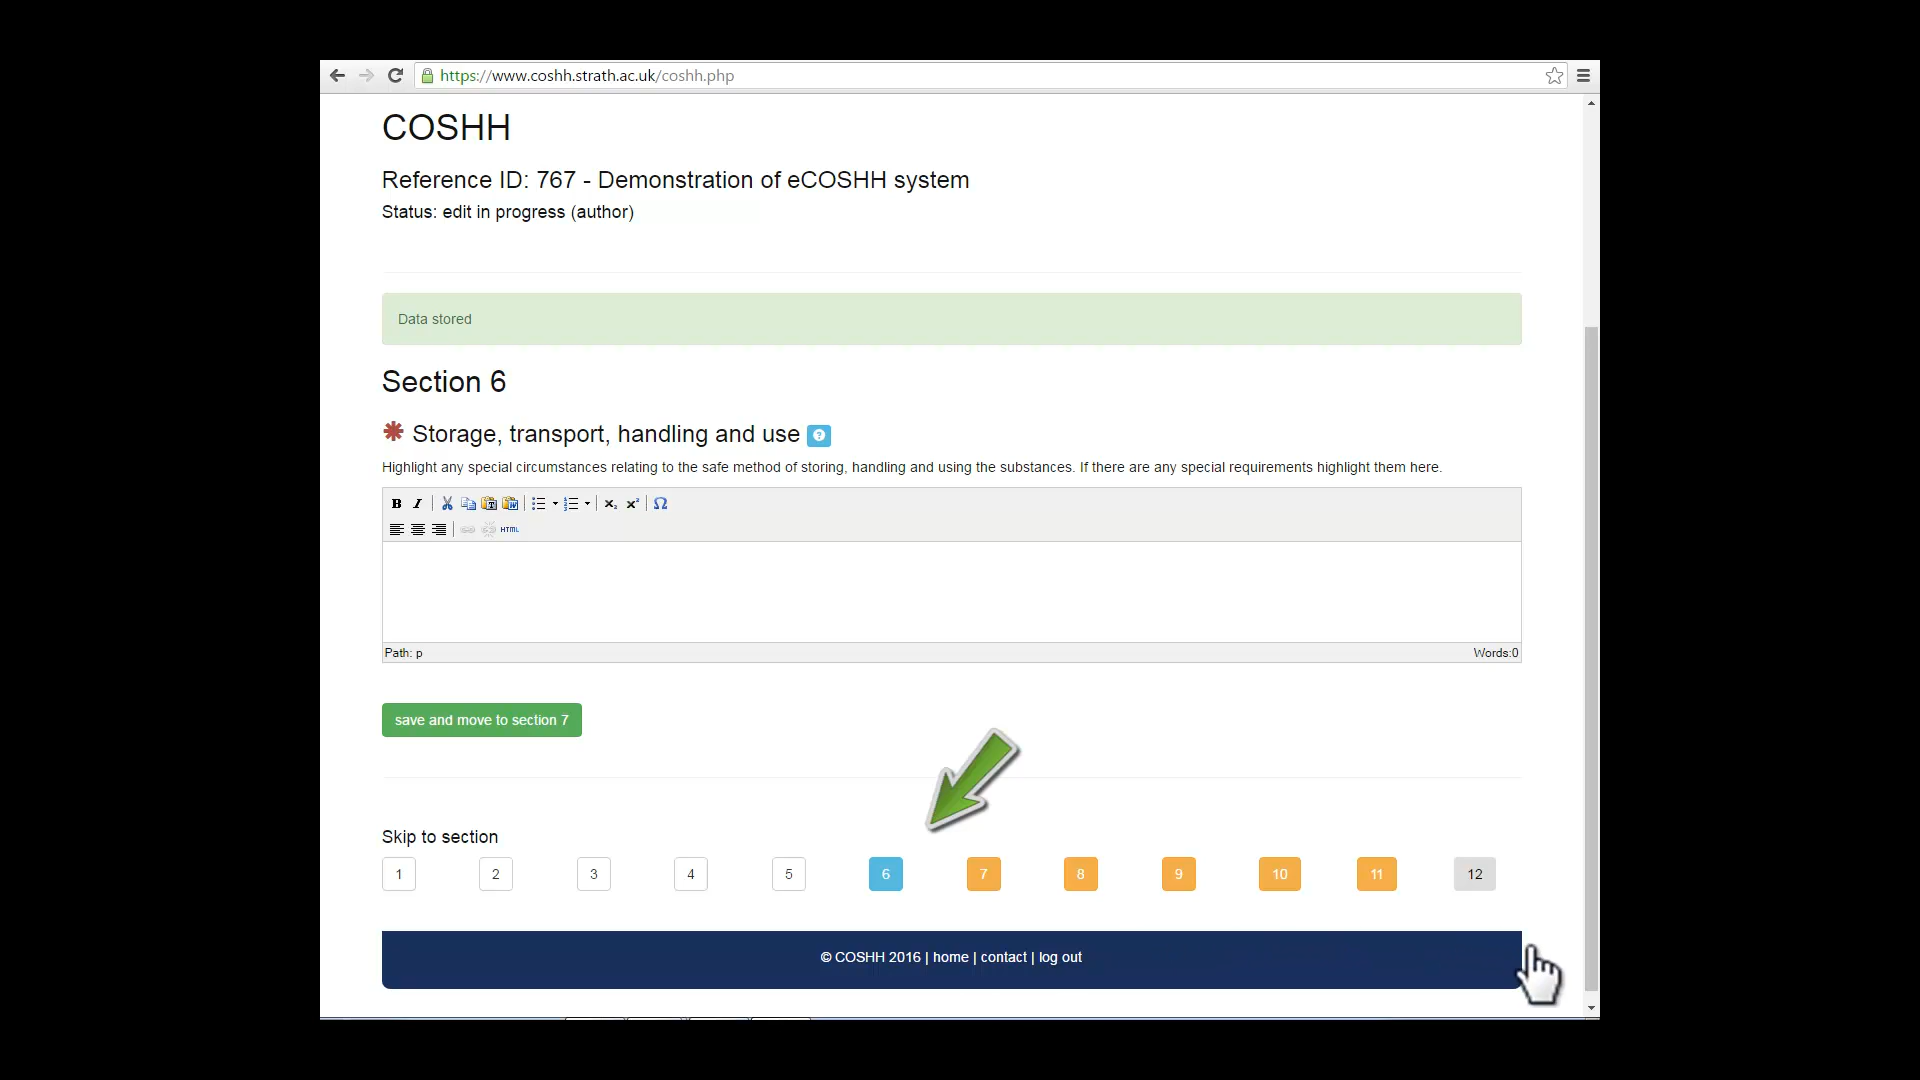 https://www.coshh.strath.ac.uk/coshh.php
COSHH
Reference ID: 767 - Demonstration of eCOSHH system
Status: edit in progress (author)
Data stored
Section 6
Storage, transport, handling and use ?
Highlight any special circumstances relating to the safe method of storing, handling and using the substances. If there are any special requirements highlight them here.
B I x₂ x² Ω
HTML
Path: p Words:0
save and move to section 7
Skip to section
1 2 3 4 5 6 7 8 9 10 11 12
© COSHH 2016 | home | contact | log out